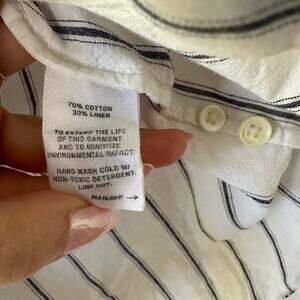 70% COTTON
30% LINEN
TO EXTEND THE LIFE
OF THIS GARMENT
AND TO MINIMIZE
ENVIRONMENTAL IMPACT:
HAND WASH COLD W/
NON-TOXIC DETERGENT.
LINE DRY.